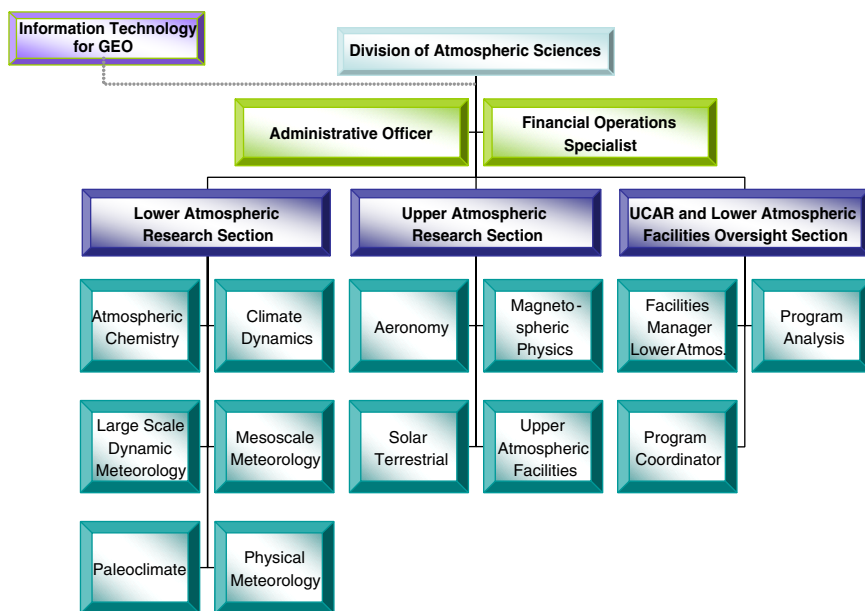 Information Technology
for GEO
Division of Atmospheric Sciences
Administrative Officer
Financial Operations
Specialist
Lower Atmospheric
Research Section
Upper Atmospheric
Research Section
UCAR and Lower Atmospheric
Facilities Oversight Section
Atmospheric
Chemistry
Climate
Dynamics
Aeronomy
Magneto-
spheric
Physics
Facilities
Manager
Lower Atmos.
Program
Analysis
Large Scale
Dynamic
Meteorology
Mesoscale
Meteorology
Solar
Terrestrial
Upper
Atmospheric
Facilities
Program
Coordinator
Paleoclimate
Physical
Meteorology